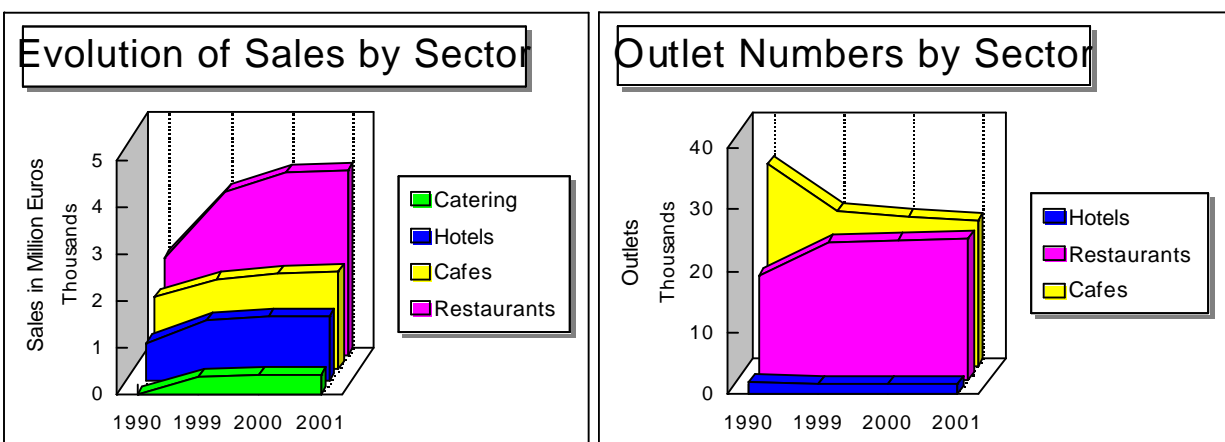 Evolution of Sales by Sector
Sales in Million Euros
Thousands
5
4
3
2
1
0
1990 1999 2000 2001
Catering
Hotels
Cafes
Restaurants
Outlet Numbers by Sector
Outlets
Thousands
40
30
20
10
0
1990 1999 2000 2001
Hotels
Restaurants
Cafes